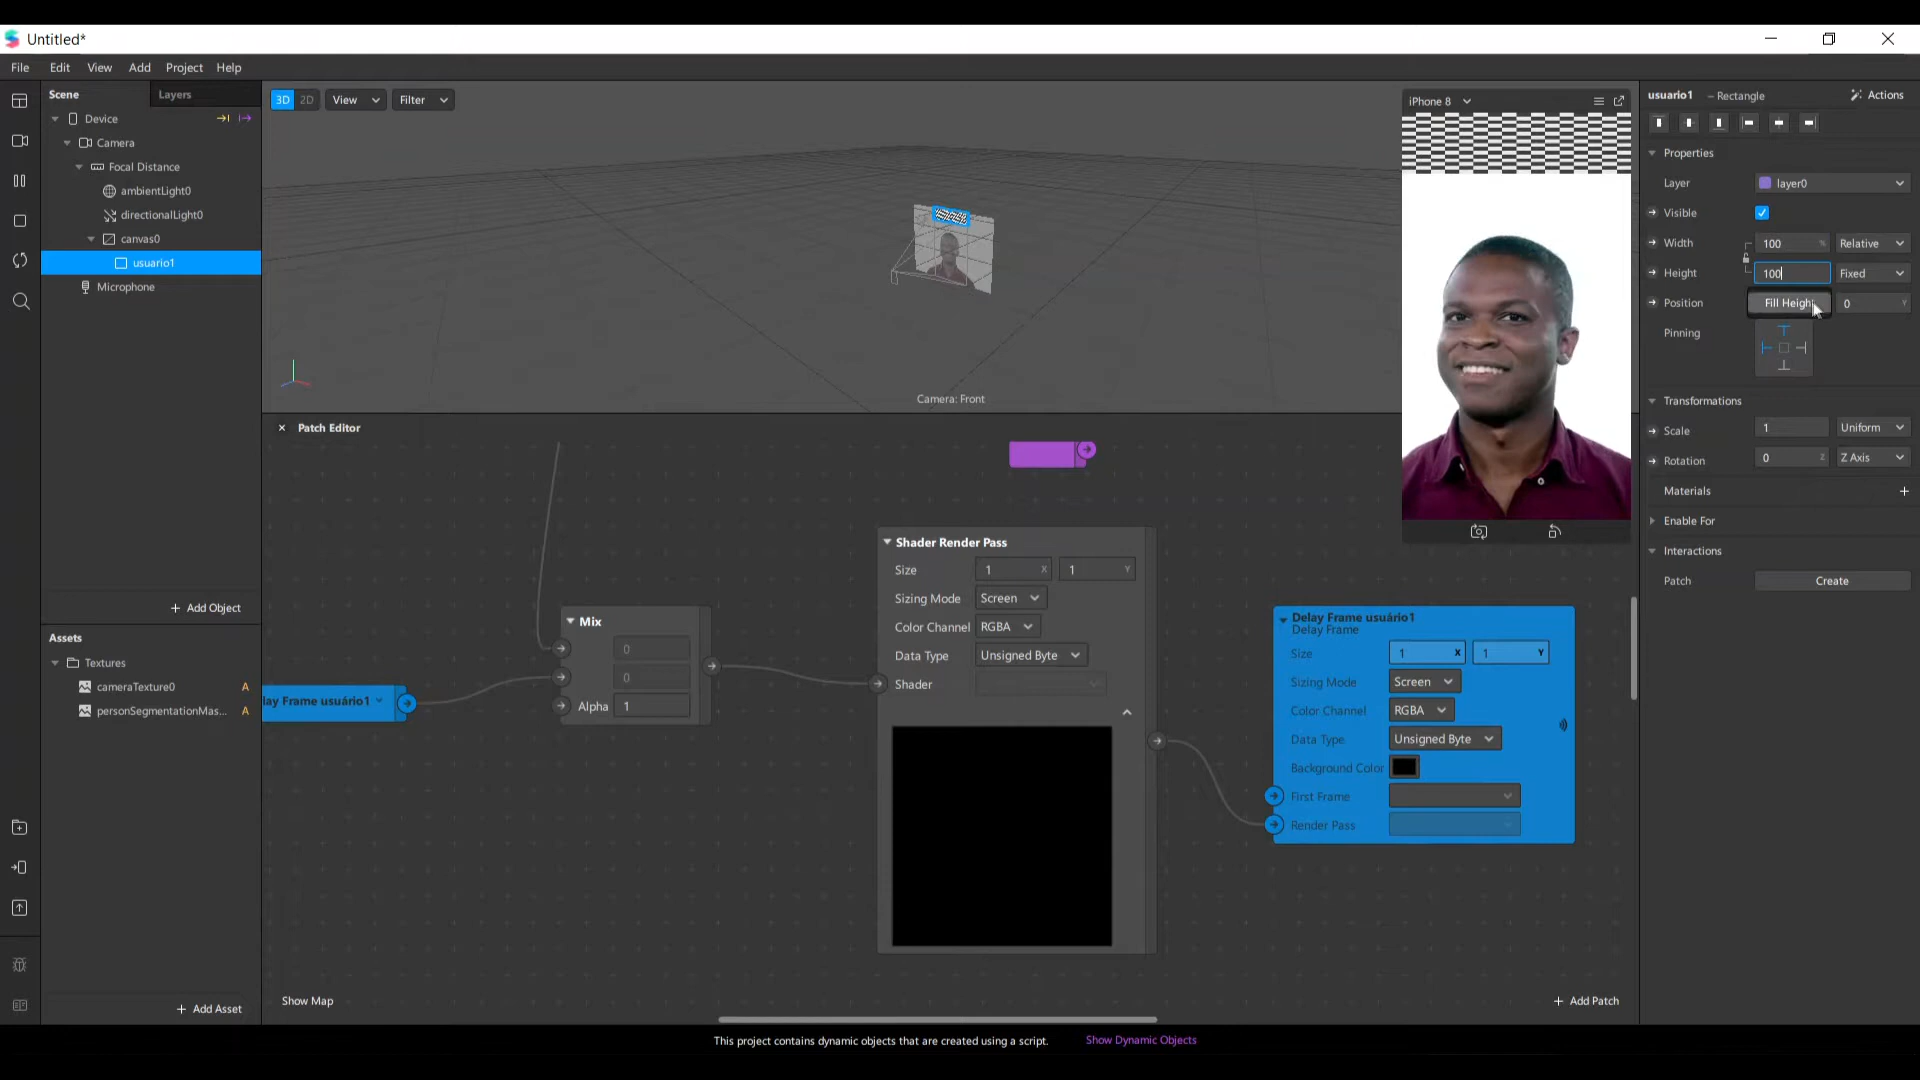 Untitled*
File Edit View Add Project Help
Scene Layers
Device
Camera
Focal Distance
ambientLight0
directionalLight0
canvas0
usuario1
Microphone
+ Add Object
Assets
Textures
cameraTexture0 A
personSegmentationMas... A
+ Add Asset
3D 2D View Filter
Camera: Front
iPhone 8
× Patch Editor
lay Frame usuário1
Mix
0
0
Alpha 1
Shader Render Pass
Size 1 X 1 Y
Sizing Mode Screen
Color Channel RGBA
Data Type Unsigned Byte
Shader
Delay Frame usuário1
Delay Frame
Size 1 X 1 Y
Sizing Mode Screen
Color Channel RGBA
Data Type Unsigned Byte
Background Color
First Frame
Render Pass
Show Map
+ Add Patch
usuario1 – Rectangle Actions
Properties
Layer layer0
Visible
Width 100 % Relative
Height 100 Fixed
Position Fill Height 0 Y
Pinning
Transformations
Scale 1 Uniform
Rotation 0 Z Z Axis
Materials +
Enable For
Interactions
Patch Create
This project contains dynamic objects that are created using a script. Show Dynamic Objects